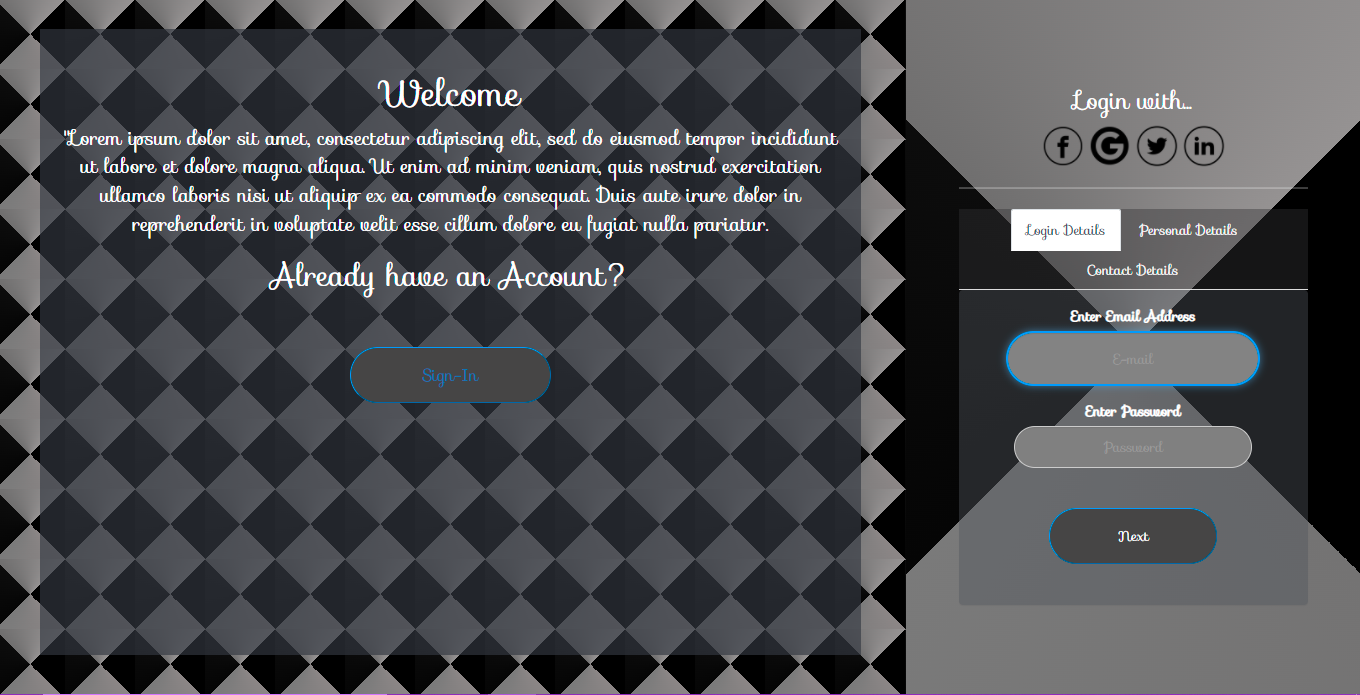 Welcome
"Lorem ipsum dolor sit amet, consectetur adipiscing elit, sed do eiusmod tempor incididunt
ut labore et dolore magna aliqua. Ut enim ad minim veniam, quis nostrud exercitation
ullamco laboris nisi ut aliquip ex ea commodo consequat. Duis aute irure dolor in
reprehenderit in voluptate velit esse cillum dolore eu fugiat nulla pariatur.
Already have an Account?
Sign-In
Login with...
Login Details
Personal Details
Contact Details
Enter Email Address
E-mail
Enter Password
Password
Next